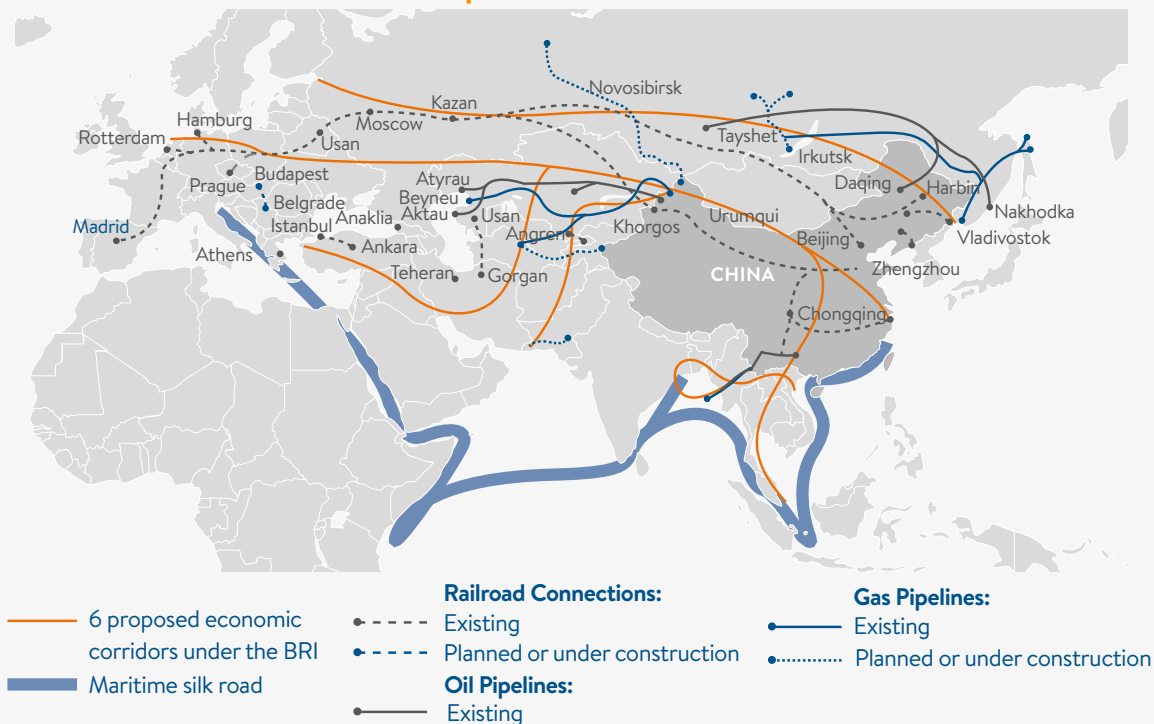 Novosibirsk
Kazan
Hamburg
Moscow
Rotterdam
Usan
Tayshet
Irkutsk
Prague
Budapest
Atyrau
Daqing
Harbin
Belgrade
Beyneu
Madrid
Istanbul
Anaklia
Aktau
Usan
Urumqui
Nakhodka
Khorgos
Angren
Vladivostok
Athens
Ankara
Beijing
Teheran
Gorgan
CHINA
Zhengzhou
Chongqing
6 proposed economic
corridors under the BRI
Maritime silk road
Railroad Connections:
Existing
Planned or under construction
Oil Pipelines:
Existing
Gas Pipelines:
Existing
Planned or under construction